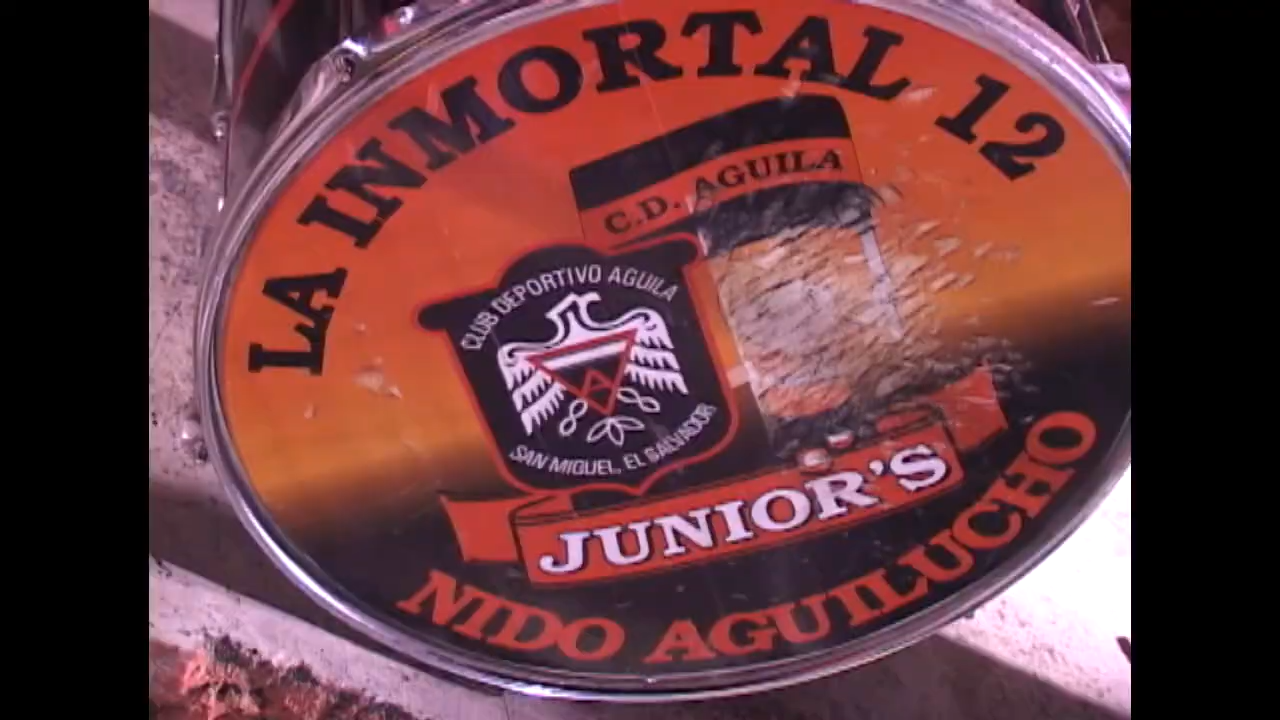 LA INMORTAL 12
C.D. AGUILA
CLUB DEPORTIVO AGUILA
A
SAN MIGUEL, EL SALVADOR
JUNIOR'S
NIDO AGUILUCHO